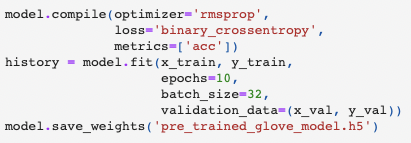 model.compile(optimizer='rmsprop',
              loss='binary_crossentropy',
              metrics=['acc'])
history = model.fit(x_train, y_train,
                    epochs=10,
                    batch_size=32,
                    validation_data=(x_val, y_val))
model.save_weights('pre_trained_glove_model.h5')